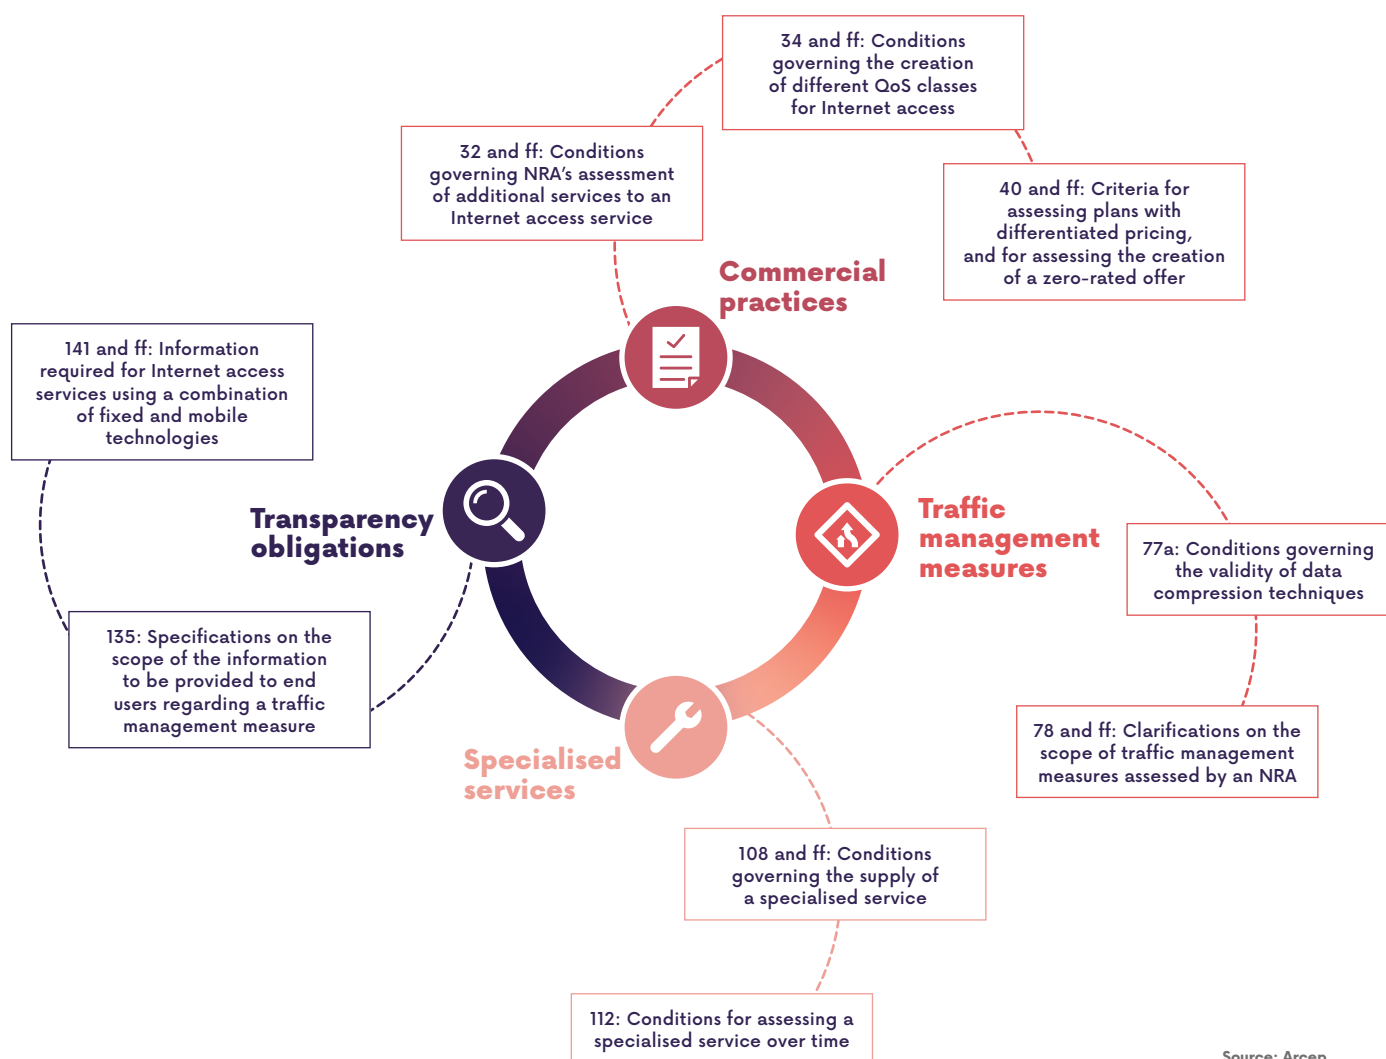 34 and ff: Conditions
governing the creation
of different QoS classes
for Internet access
32 and ff: Conditions
governing NRA’s assessment
of additional services to an
Internet access service
40 and ff: Criteria for
assessing plans with
differentiated pricing,
and for assessing the creation
of a zero-rated offer
Commercial
practices
141 and ff: Information
required for Internet access
services using a combination
of fixed and mobile
technologies
Transparency
obligations
Traffic
management
measures
77a: Conditions governing
the validity of data
compression techniques
135: Specifications on the
scope of the information
to be provided to end
users regarding a traffic
management measure
78 and ff: Clarifications on the
scope of traffic management
measures assessed by an NRA
Specialised
services
108 and ff: Conditions
governing the supply of
a specialised service
112: Conditions for assessing a
specialised service over time
Source: Arcep